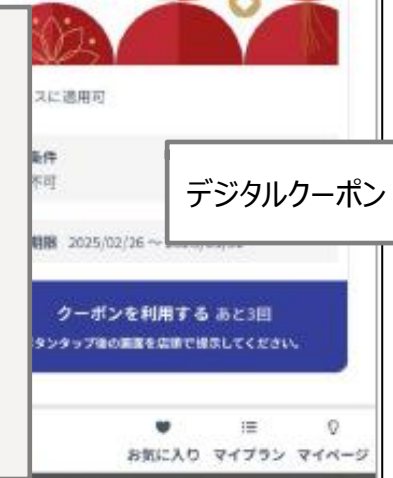 スに適用可
条件
不可
デジタルクーポン
期限 2025/02/26～
クーポンを利用する あと3回
タンタップ後の画面を店頭で提示してください。
お気に入り マイプラン マイページ